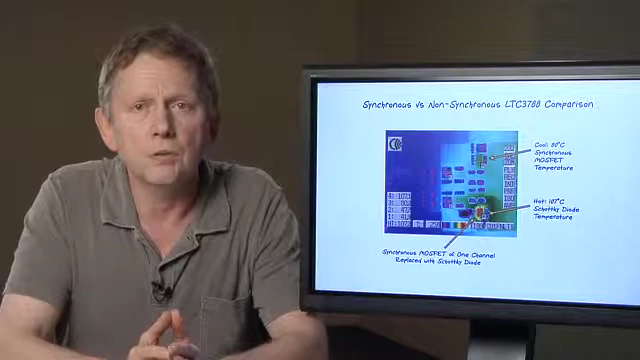 Synchronous vs Non-Synchronous LTC3788 Comparison
Cool: 80°C
Synchronous
MOSFET
Temperature
Hot: 107°C
Schottky Diode
Temperature
Synchronous MOSFET of One Channel
Replaced with Schottky Diode